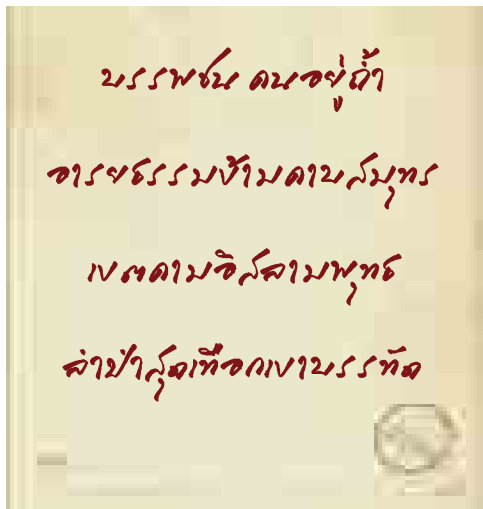 บรรพชน คนอยู่ถ้ำ
อารยธรรมข้ามคาบสมุทร
เขตคามอิสลามพุทธ
ล่าป่าสุดเทือกเขาบรรทัด